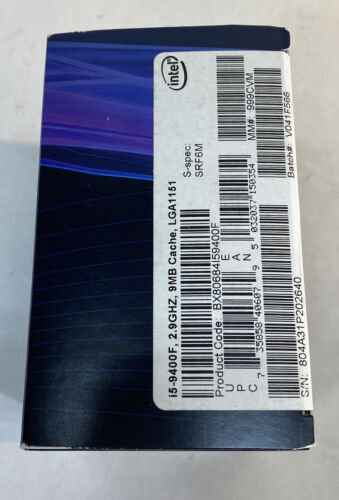 intel
i5-9400F, 2.9GHZ, 9MB Cache, LGA1151
S-spec:
SRF6M
Product Code: BX80684I59400F
MM#: 999CVM
UPC
7 35858 40607 9
EAN
5 032037 150354
S/N: 804A31P202640
Batch#: V041F566